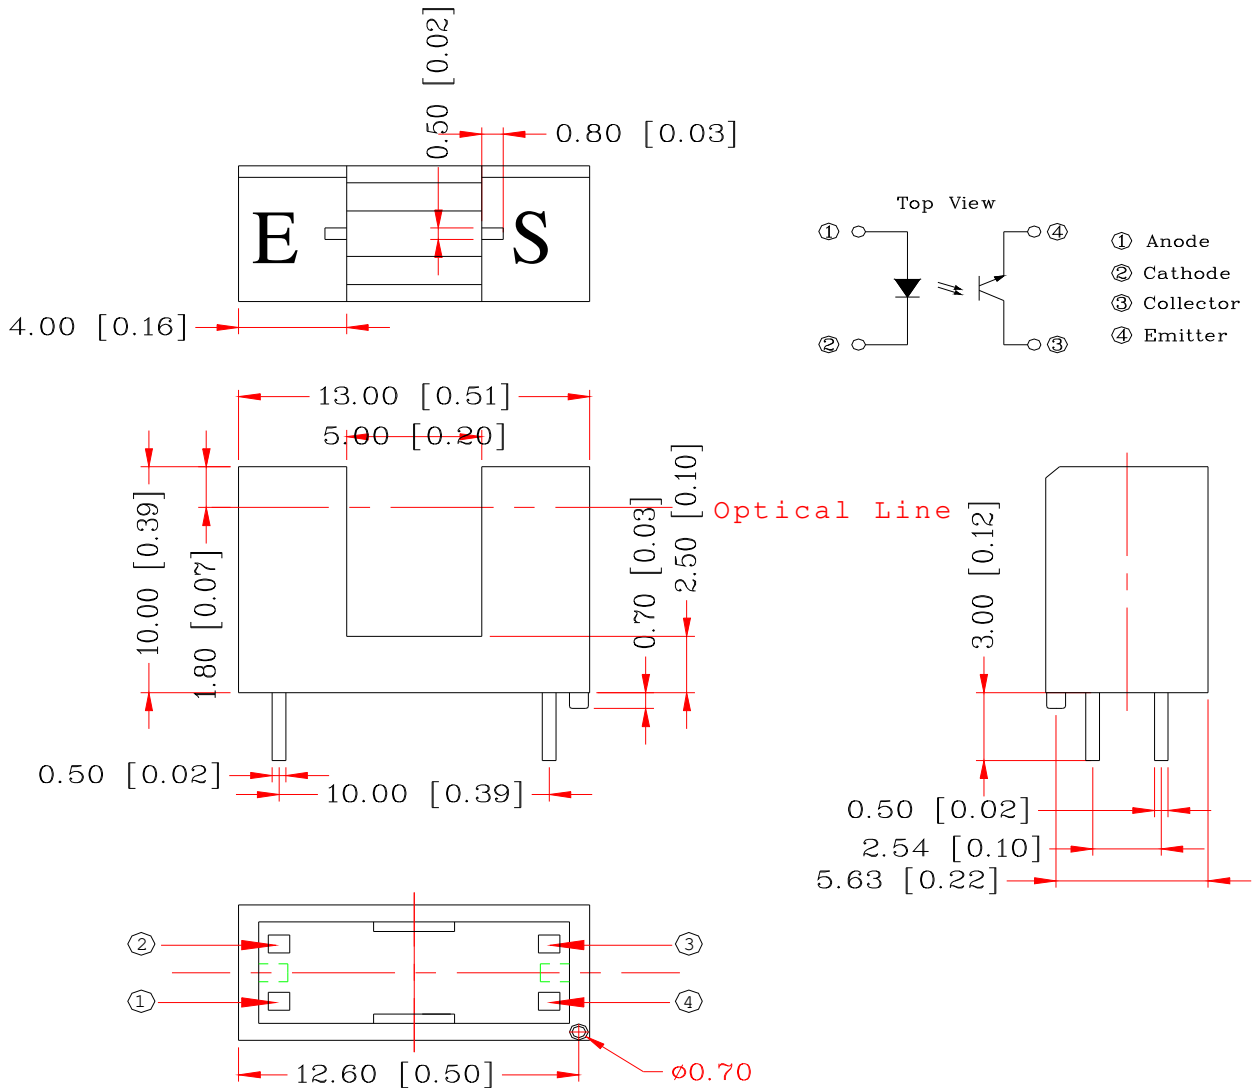 0.50 [0.02]
0.80 [0.03]
E
S
4.00 [0.16]
Top View
1
4
2
3
① Anode
② Cathode
③ Collector
④ Emitter
13.00 [0.51]
5.00 [0.20]
10.00 [0.39]
1.80 [0.07]
0.70 [0.03]
2.50 [0.10]
Optical Line
3.00 [0.12]
0.50 [0.02]
10.00 [0.39]
0.50 [0.02]
2.54 [0.10]
5.63 [0.22]
2
3
1
4
12.60 [0.50]
ø0.70